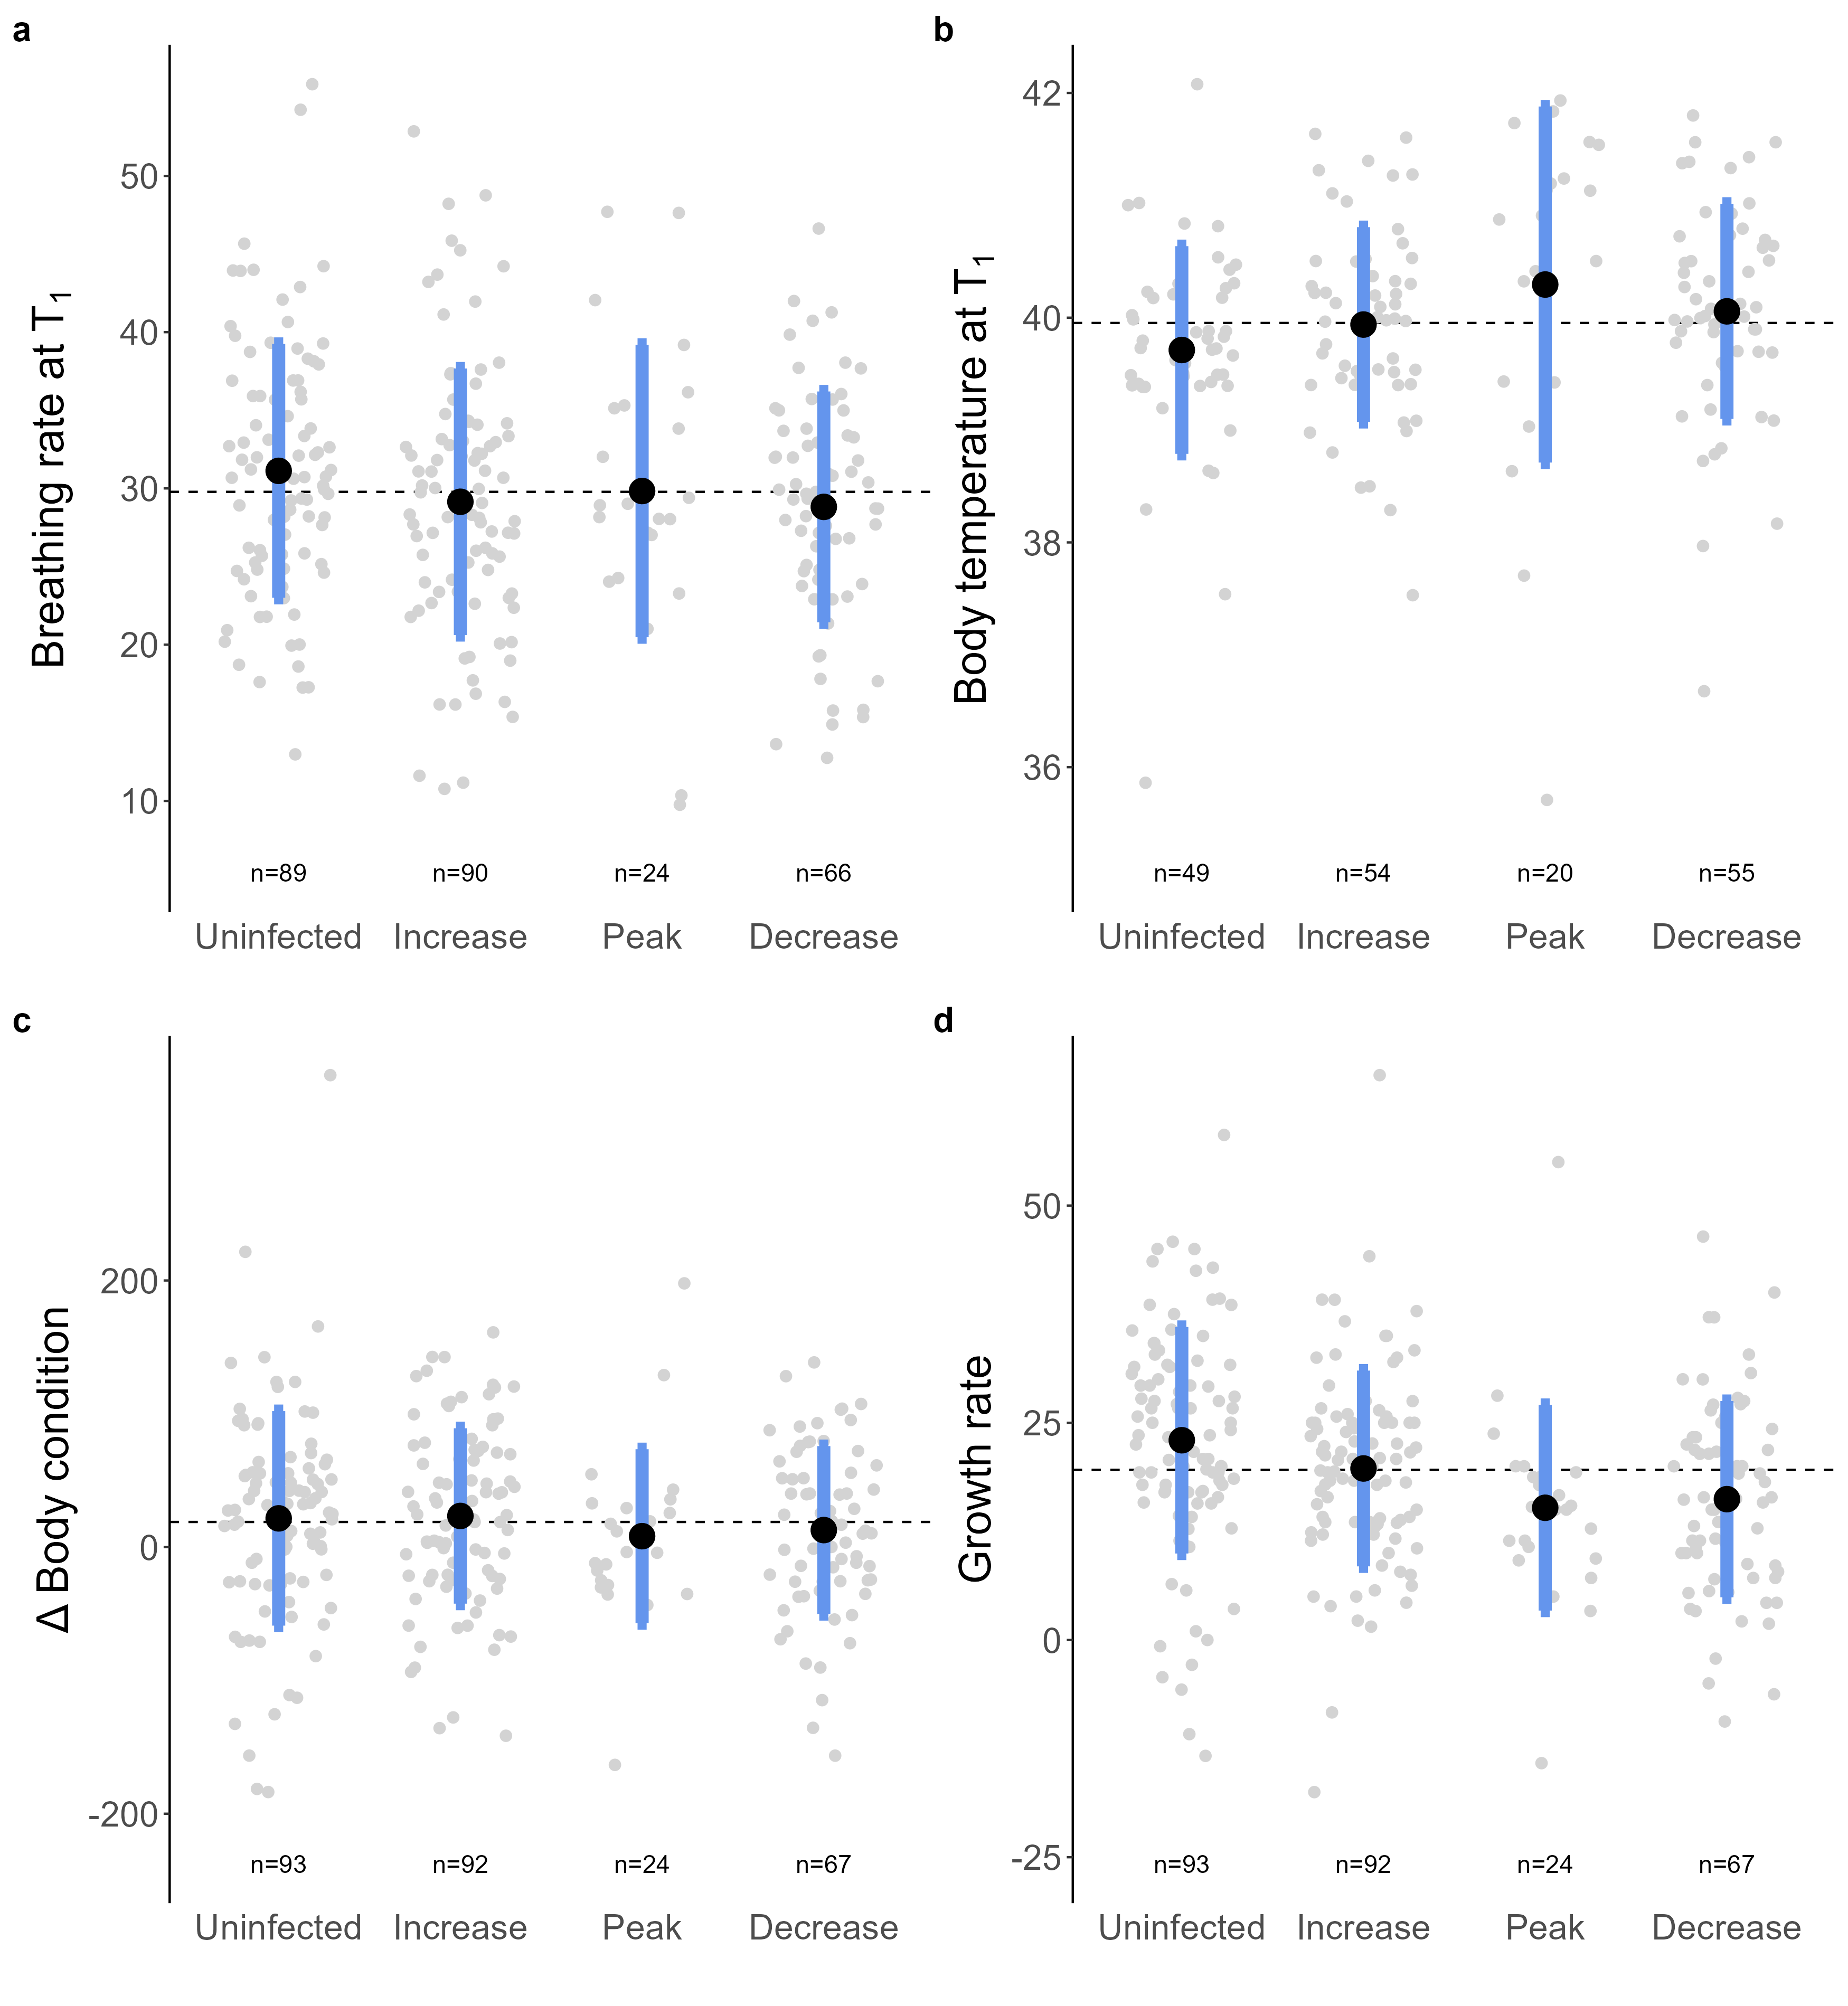 a
Breathing rate at T1
50
40
30
20
10
n=89 n=90 n=24 n=66
Uninfected Increase Peak Decrease
b
Body temperature at T1
42
40
38
36
n=49 n=54 n=20 n=55
Uninfected Increase Peak Decrease
c
Δ Body condition
200
0
-200
n=93 n=92 n=24 n=67
Uninfected Increase Peak Decrease
d
Growth rate
50
25
0
-25
n=93 n=92 n=24 n=67
Uninfected Increase Peak Decrease